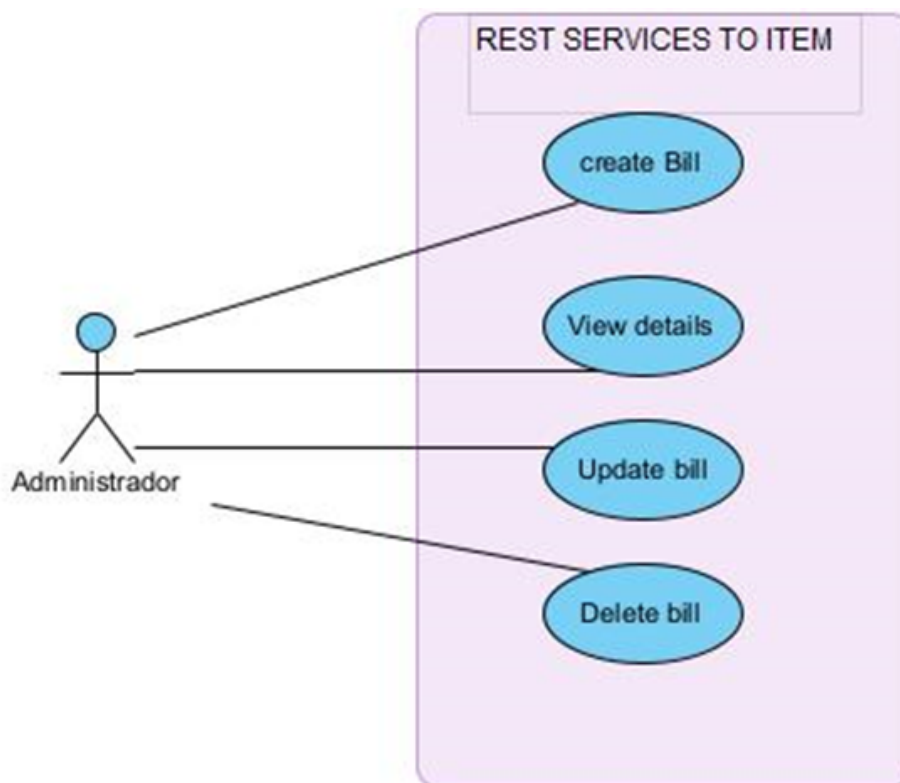 REST SERVICES TO ITEM
create Bill
View details
Update bill
Administrador
Delete bill